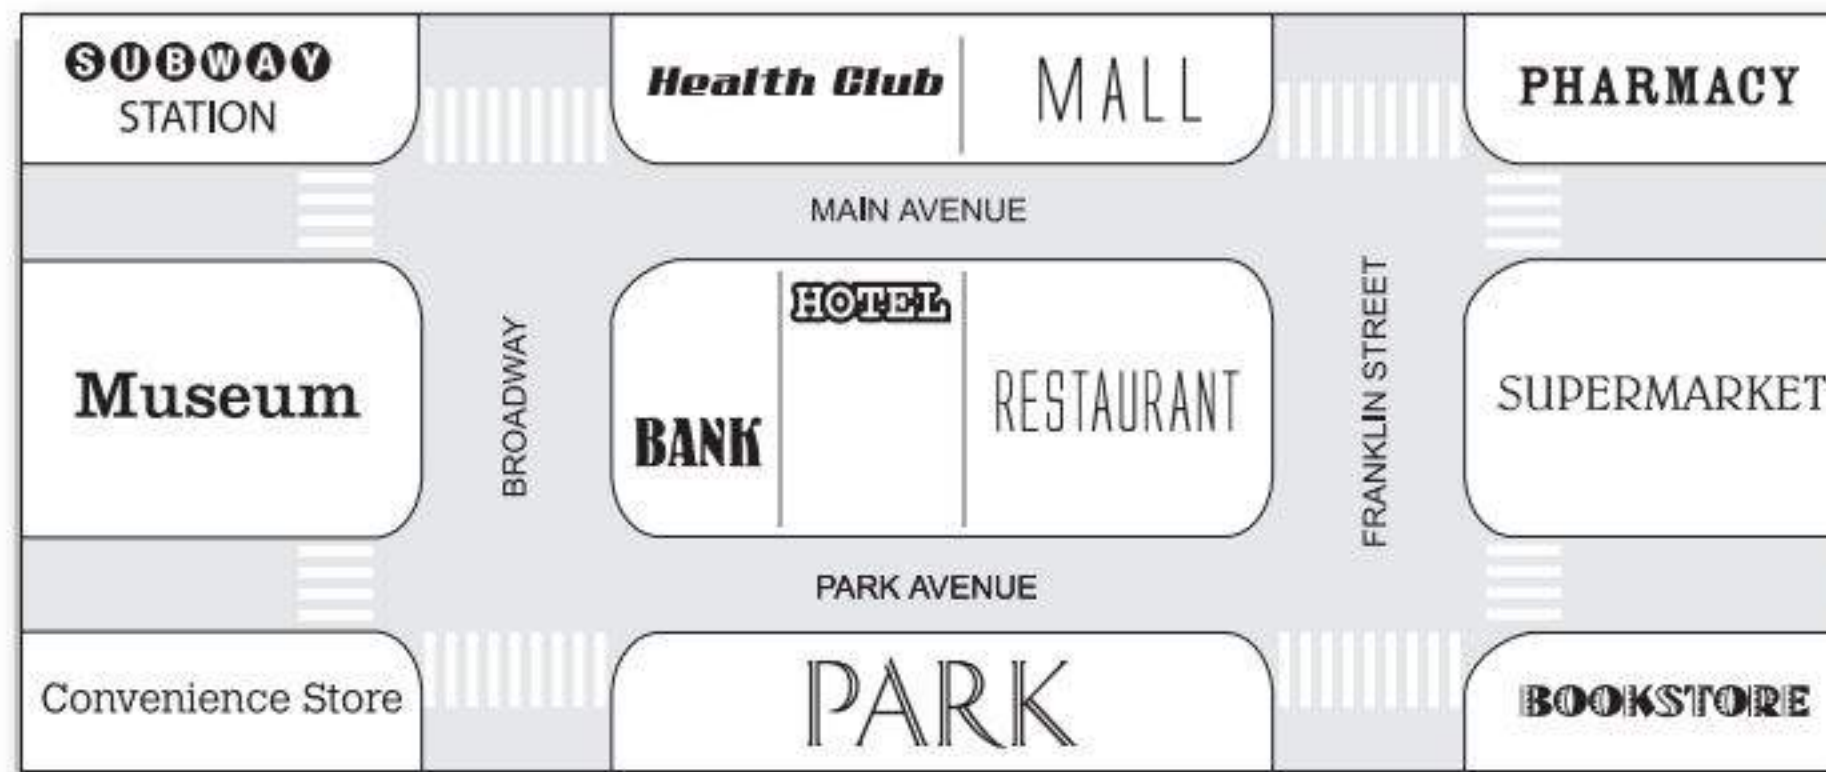 SUBWAY
STATION
Health Club
MALL
PHARMACY
MAIN AVENUE
Museum
BROADWAY
BANK
HOTEL
RESTAURANT
FRANKLIN STREET
SUPERMARKET
PARK AVENUE
Convenience Store
PARK
BOOKSTORE